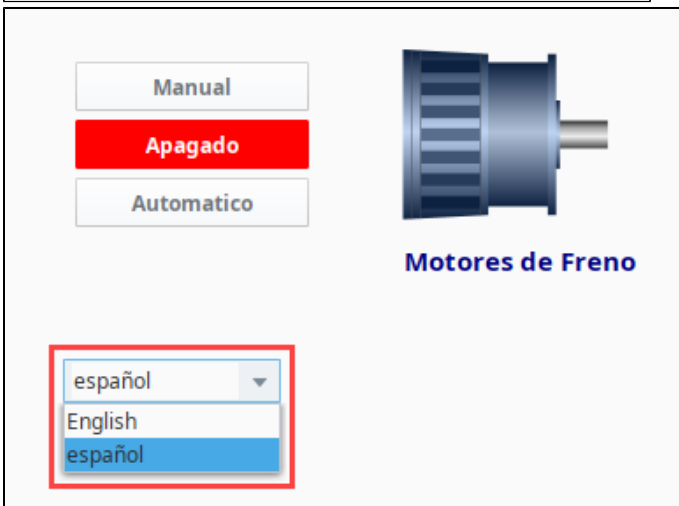 Manual
Apagado
Automatico
Motores de Freno
español
English
español